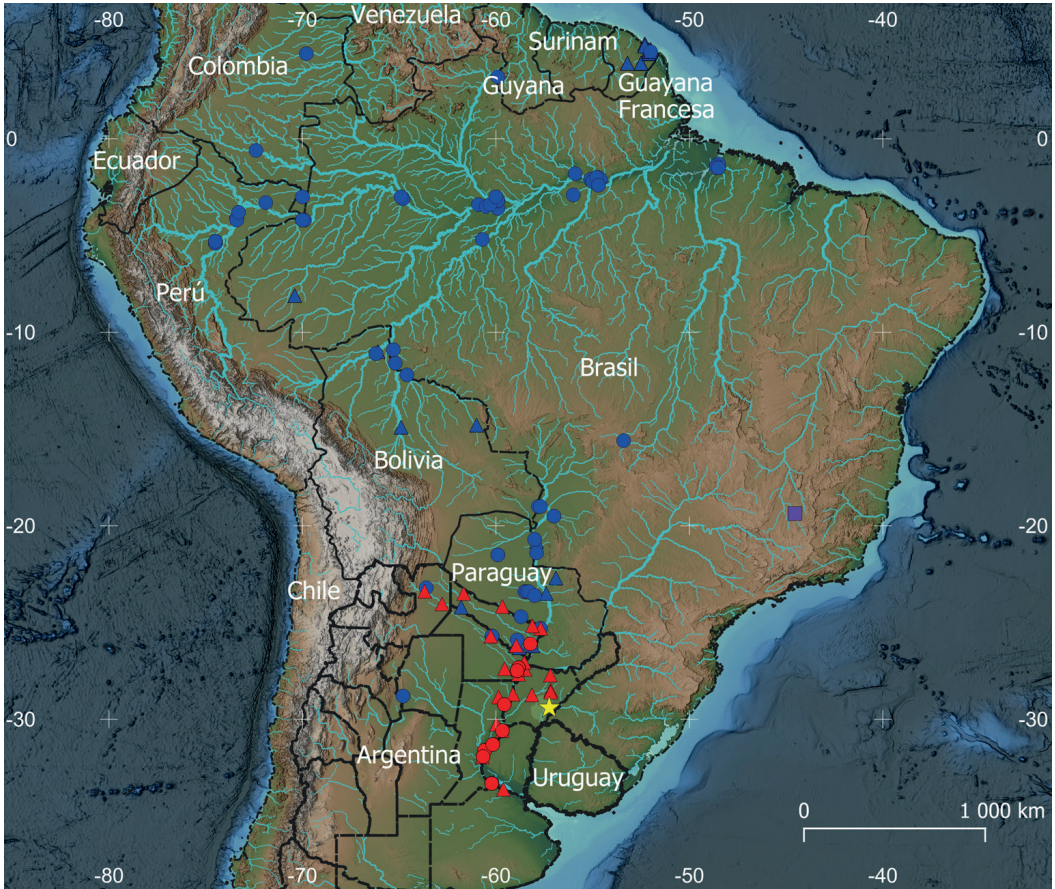 -70
-60
-50
-40
Venezuela
Surinam
Colombia
Guyana
Guayana
Francesa
-80
0
0
Ecuador
Perú
-10
-10
Brasil
Bolivia
-20
-20
Paraguay
Chile
-30
-30
Argentina
Uruguay
0
1 000 km
-80
-70
-60
-50
-40